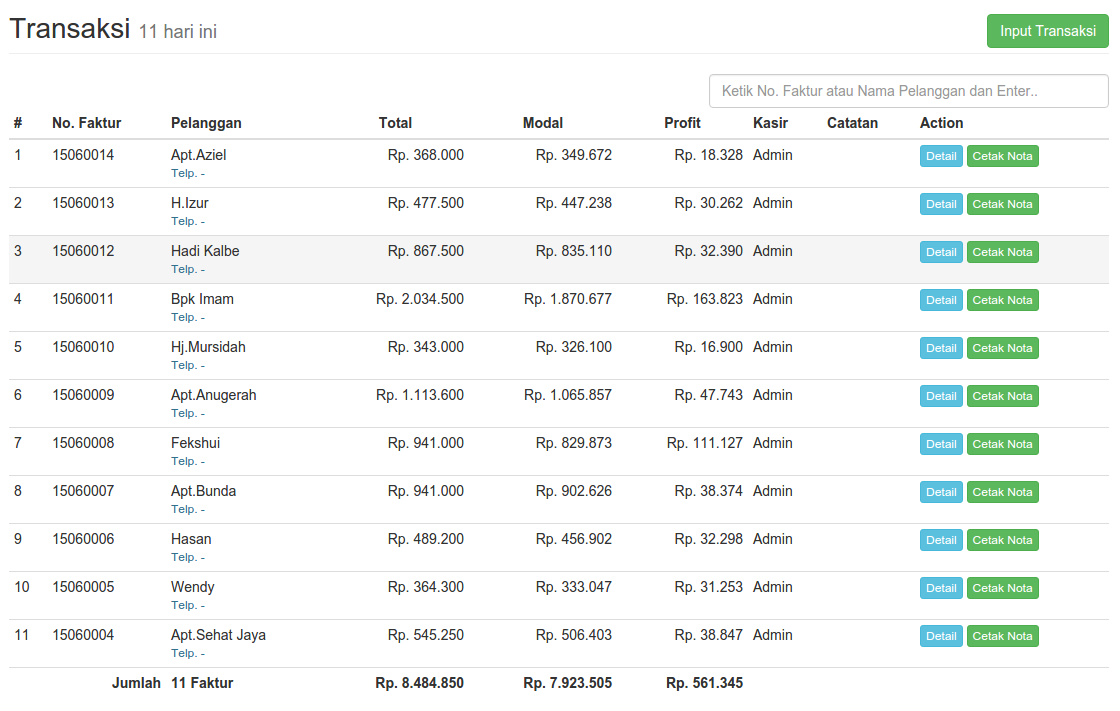 Transaksi 11 hari ini
Input Transaksi
Ketik No. Faktur atau Nama Pelanggan dan Enter..
# No. Faktur Pelanggan Total Modal Profit Kasir Catatan Action
1 15060014 Apt.Aziel Rp. 368.000 Rp. 349.672 Rp. 18.328 Admin Detail Cetak Nota
Telp. -
2 15060013 H.Izur Rp. 477.500 Rp. 447.238 Rp. 30.262 Admin Detail Cetak Nota
Telp. -
3 15060012 Hadi Kalbe Rp. 867.500 Rp. 835.110 Rp. 32.390 Admin Detail Cetak Nota
Telp. -
4 15060011 Bpk Imam Rp. 2.034.500 Rp. 1.870.677 Rp. 163.823 Admin Detail Cetak Nota
Telp. -
5 15060010 Hj.Mursidah Rp. 343.000 Rp. 326.100 Rp. 16.900 Admin Detail Cetak Nota
Telp. -
6 15060009 Apt.Anugerah Rp. 1.113.600 Rp. 1.065.857 Rp. 47.743 Admin Detail Cetak Nota
Telp. -
7 15060008 Fekshui Rp. 941.000 Rp. 829.873 Rp. 111.127 Admin Detail Cetak Nota
Telp. -
8 15060007 Apt.Bunda Rp. 941.000 Rp. 902.626 Rp. 38.374 Admin Detail Cetak Nota
Telp. -
9 15060006 Hasan Rp. 489.200 Rp. 456.902 Rp. 32.298 Admin Detail Cetak Nota
Telp. -
10 15060005 Wendy Rp. 364.300 Rp. 333.047 Rp. 31.253 Admin Detail Cetak Nota
Telp. -
11 15060004 Apt.Sehat Jaya Rp. 545.250 Rp. 506.403 Rp. 38.847 Admin Detail Cetak Nota
Telp. -
Jumlah 11 Faktur Rp. 8.484.850 Rp. 7.923.505 Rp. 561.345